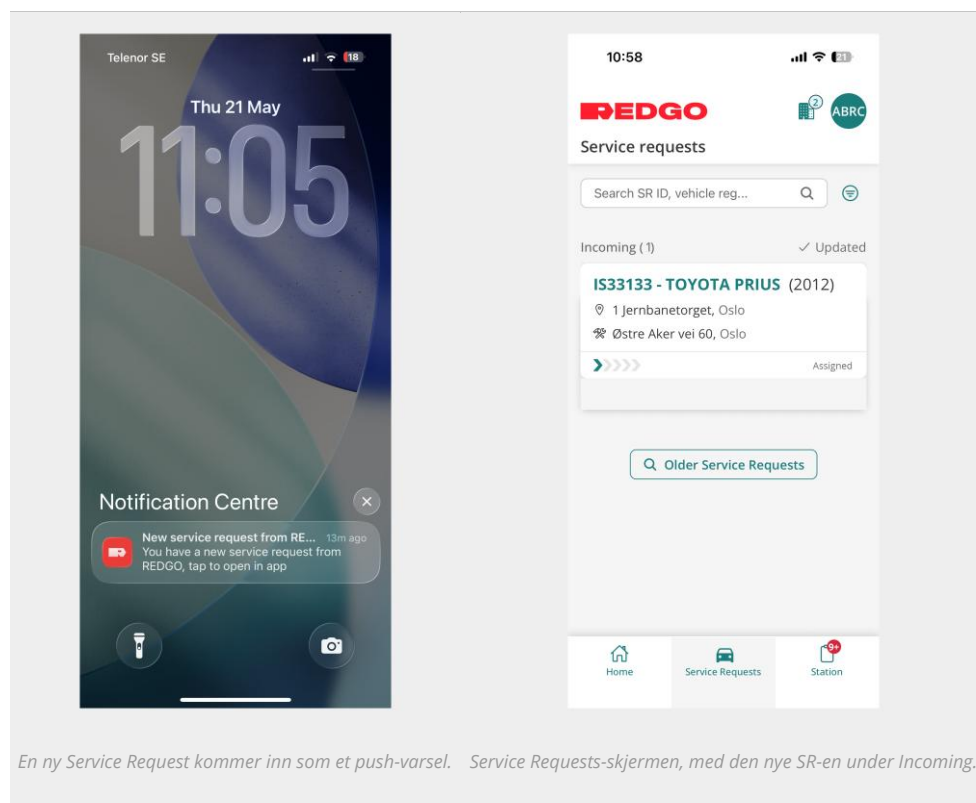 Telenor SE
18
Thu 21 May
11:05
Notification Centre
New service request from RE... 13m ago
You have a new service request from
REDGO, tap to open in app
10:58
21
REDGO
2
ABRC
Service requests
Search SR ID, vehicle reg...
Incoming (1)
Updated
IS33133 - TOYOTA PRIUS (2012)
1 Jernbanetorget, Oslo
Østre Aker vei 60, Oslo
Assigned
Older Service Requests
Home
Service Requests
9+
Station
En ny Service Request kommer inn som et push-varsel.
Service Requests-skjermen, med den nye SR-en under Incoming.